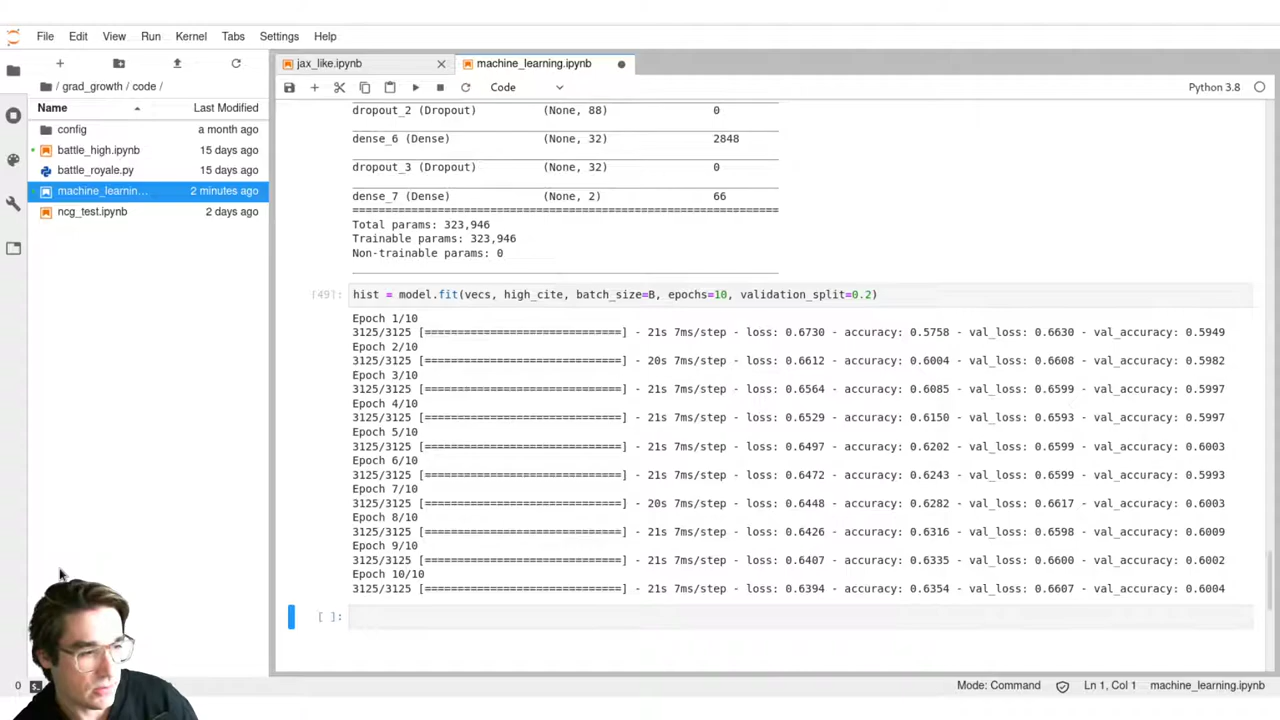 File Edit View Run Kernel Tabs Settings Help
jax_like.ipynb
machine_learning.ipynb
/ grad_growth / code /
Code
Python 3.8
Name Last Modified
config a month ago
battle_high.ipynb 15 days ago
battle_royale.py 15 days ago
machine_learnin... 2 minutes ago
ncg_test.ipynb 2 days ago
dropout_2 (Dropout) (None, 88) 0
dense_6 (Dense) (None, 32) 2848
dropout_3 (Dropout) (None, 32) 0
dense_7 (Dense) (None, 2) 66
=================================================================
Total params: 323,946
Trainable params: 323,946
Non-trainable params: 0
[49]: hist = model.fit(vecs, high_cite, batch_size=B, epochs=10, validation_split=0.2)
Epoch 1/10
3125/3125 [==============================] - 21s 7ms/step - loss: 0.6730 - accuracy: 0.5758 - val_loss: 0.6630 - val_accuracy: 0.5949
Epoch 2/10
3125/3125 [==============================] - 20s 7ms/step - loss: 0.6612 - accuracy: 0.6004 - val_loss: 0.6608 - val_accuracy: 0.5982
Epoch 3/10
3125/3125 [==============================] - 21s 7ms/step - loss: 0.6564 - accuracy: 0.6085 - val_loss: 0.6599 - val_accuracy: 0.5997
Epoch 4/10
3125/3125 [==============================] - 21s 7ms/step - loss: 0.6529 - accuracy: 0.6150 - val_loss: 0.6593 - val_accuracy: 0.5997
Epoch 5/10
3125/3125 [==============================] - 21s 7ms/step - loss: 0.6497 - accuracy: 0.6202 - val_loss: 0.6599 - val_accuracy: 0.6003
Epoch 6/10
3125/3125 [==============================] - 21s 7ms/step - loss: 0.6472 - accuracy: 0.6243 - val_loss: 0.6599 - val_accuracy: 0.5993
Epoch 7/10
3125/3125 [==============================] - 20s 7ms/step - loss: 0.6448 - accuracy: 0.6282 - val_loss: 0.6617 - val_accuracy: 0.6003
Epoch 8/10
3125/3125 [==============================] - 21s 7ms/step - loss: 0.6426 - accuracy: 0.6316 - val_loss: 0.6598 - val_accuracy: 0.6009
Epoch 9/10
3125/3125 [==============================] - 21s 7ms/step - loss: 0.6407 - accuracy: 0.6335 - val_loss: 0.6600 - val_accuracy: 0.6002
Epoch 10/10
3125/3125 [==============================] - 21s 7ms/step - loss: 0.6394 - accuracy: 0.6354 - val_loss: 0.6607 - val_accuracy: 0.6004
[ ]:
0 Mode: Command Ln 1, Col 1 machine_learning.ipynb